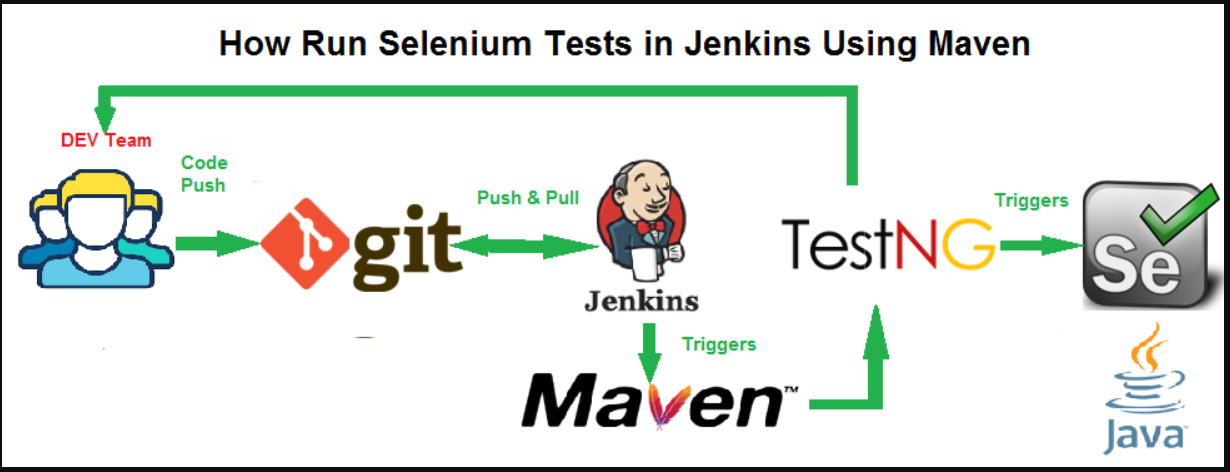 How Run Selenium Tests in Jenkins Using Maven
DEV Team
Code
Push
git
Push & Pull
Jenkins
Triggers
Maven™
TestNG
Triggers
Se
Java